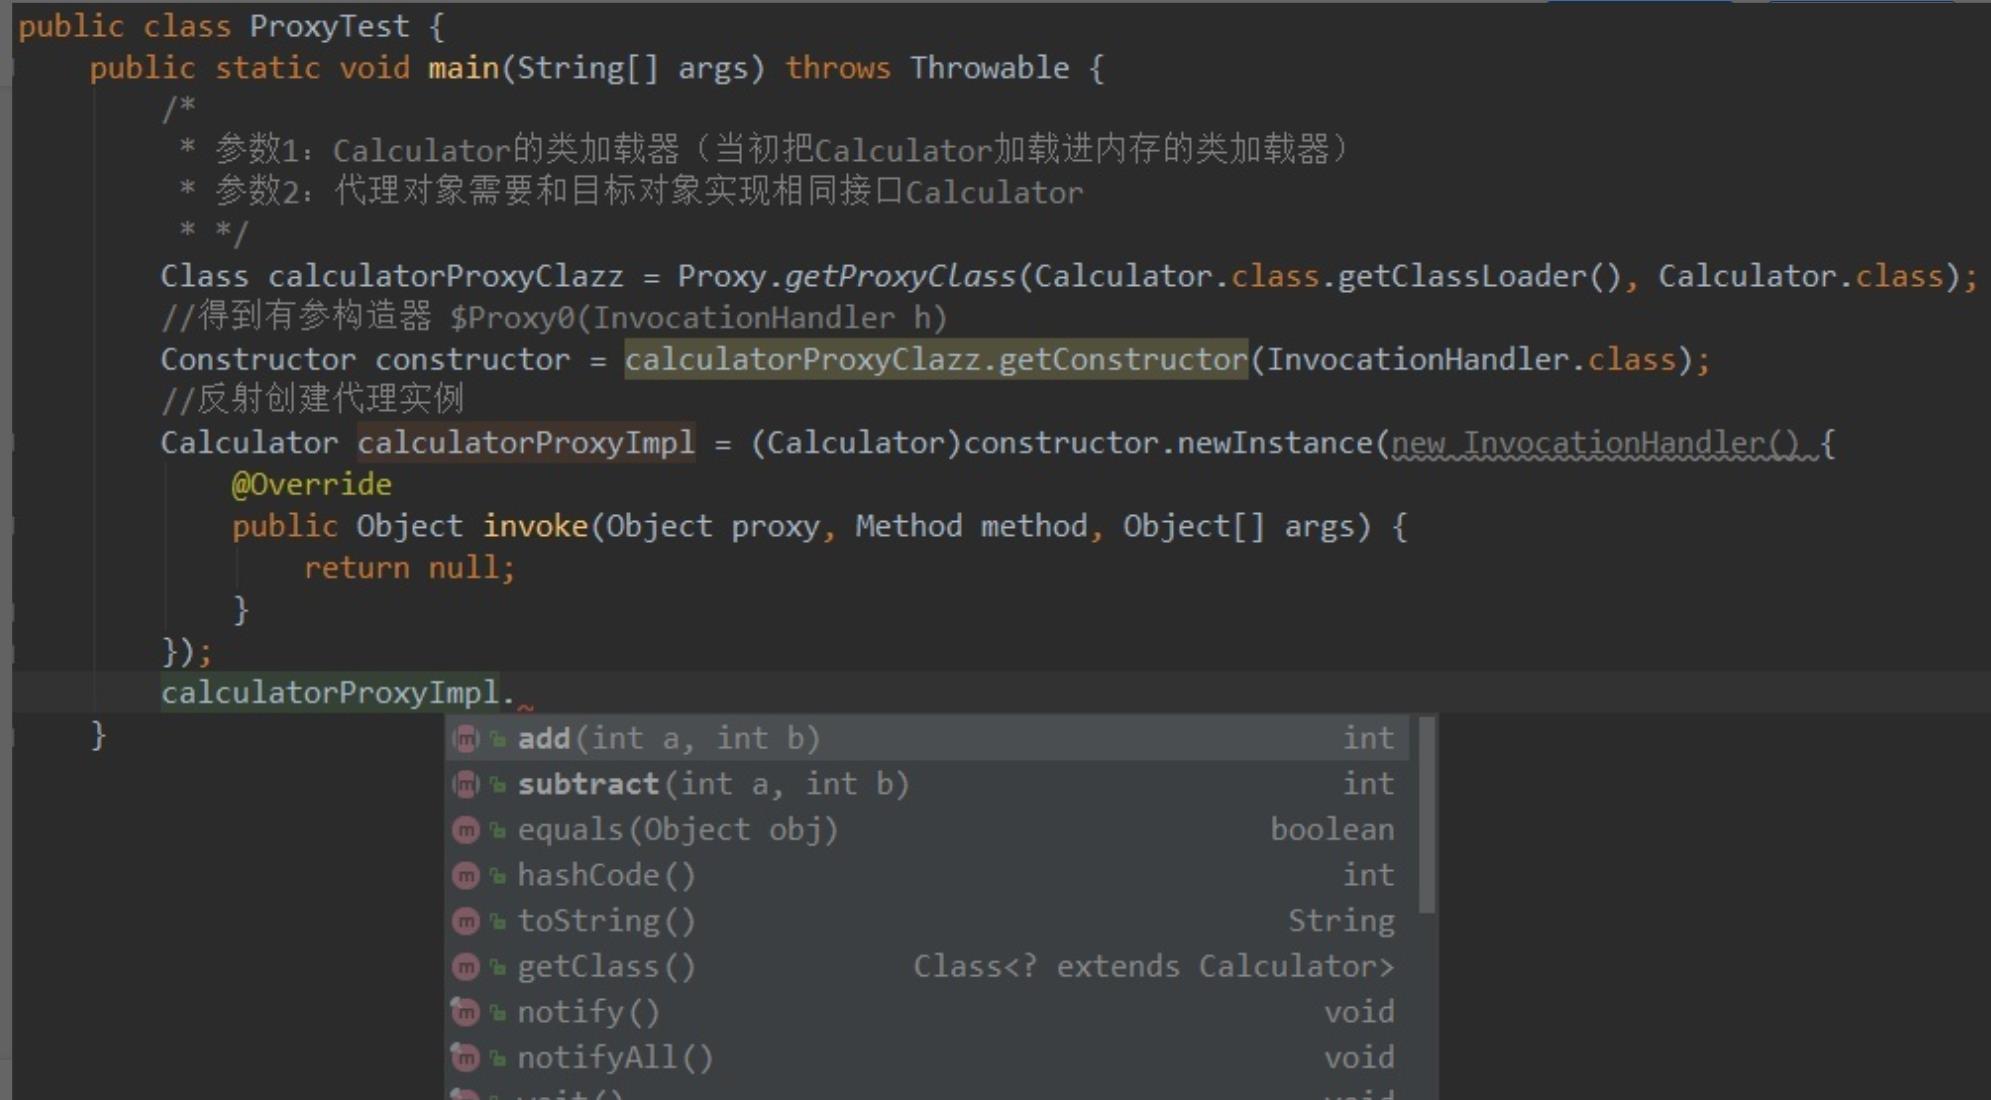 public class ProxyTest {
public static void main(String[] args) throws Throwable {
/*
* 参数1：Calculator的类加载器（当初把Calculator加载进内存的类加载器）
* 参数2：代理对象需要和目标对象实现相同接口Calculator
* */
Class calculatorProxyClazz = Proxy.getProxyClass(Calculator.class.getClassLoader(), Calculator.class);
//得到有参构造器 $Proxy0(InvocationHandler h)
Constructor constructor = calculatorProxyClazz.getConstructor(InvocationHandler.class);
//反射创建代理实例
Calculator calculatorProxyImpl = (Calculator)constructor.newInstance(new InvocationHandler() {
@Override
public Object invoke(Object proxy, Method method, Object[] args) {
return null;
}
});
calculatorProxyImpl.
}
add(int a, int b) int
subtract(int a, int b) int
equals(Object obj) boolean
hashCode() int
toString() String
getClass() Class<? extends Calculator>
notify() void
notifyAll() void